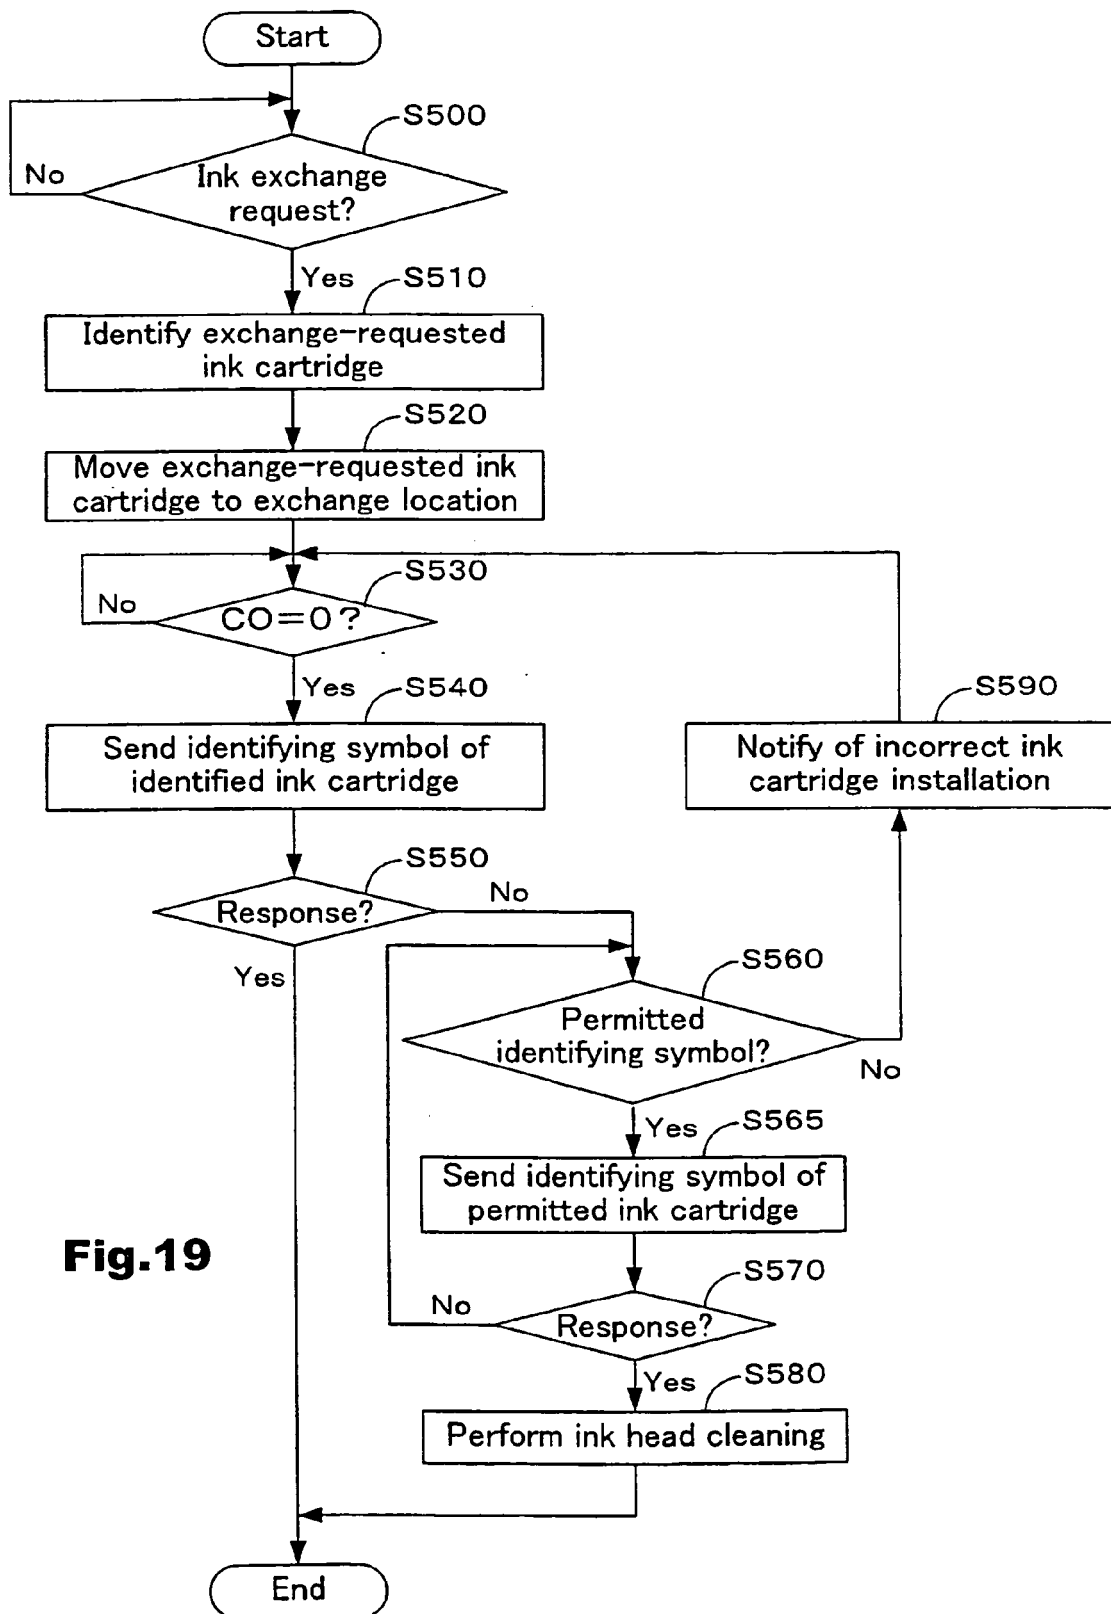 Start
S500
No
Ink exchange
request?
Yes
S510
Identify exchange-requested
ink cartridge
S520
Move exchange-requested ink
cartridge to exchange location
S530
No
CO=0?
Yes
S540
S590
Send identifying symbol of
identified ink cartridge
Notify of incorrect ink
cartridge installation
S550
Response?
No
Yes
S560
Permitted
identifying symbol?
No
Yes
S565
Send identifying symbol of
permitted ink cartridge
Fig.19
S570
No
Response?
Yes
S580
Perform ink head cleaning
End